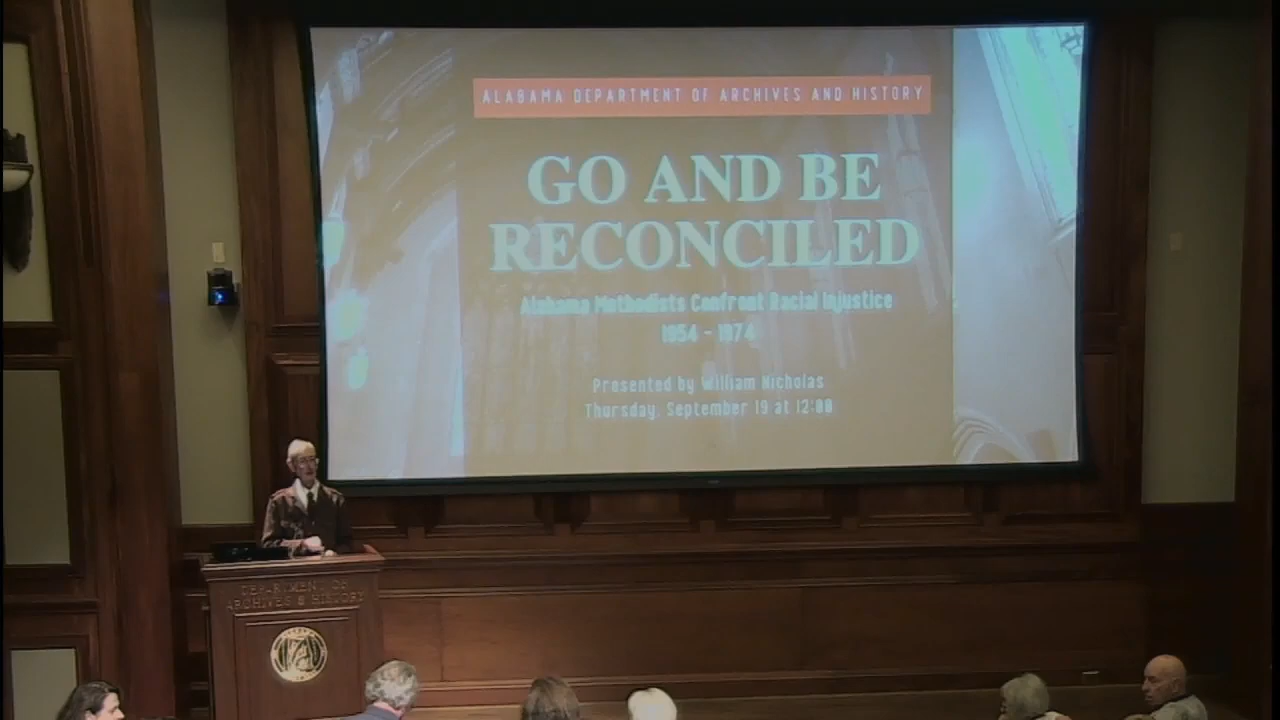 ALABAMA DEPARTMENT OF ARCHIVES AND HISTORY
GO AND BE
RECONCILED
Alabama Methodists Confront Racial Injustice
1954 - 1974
Presented by William Nicholas
Thursday, September 19 at 12:00
DEPARTMENT OF
ARCHIVES & HISTORY